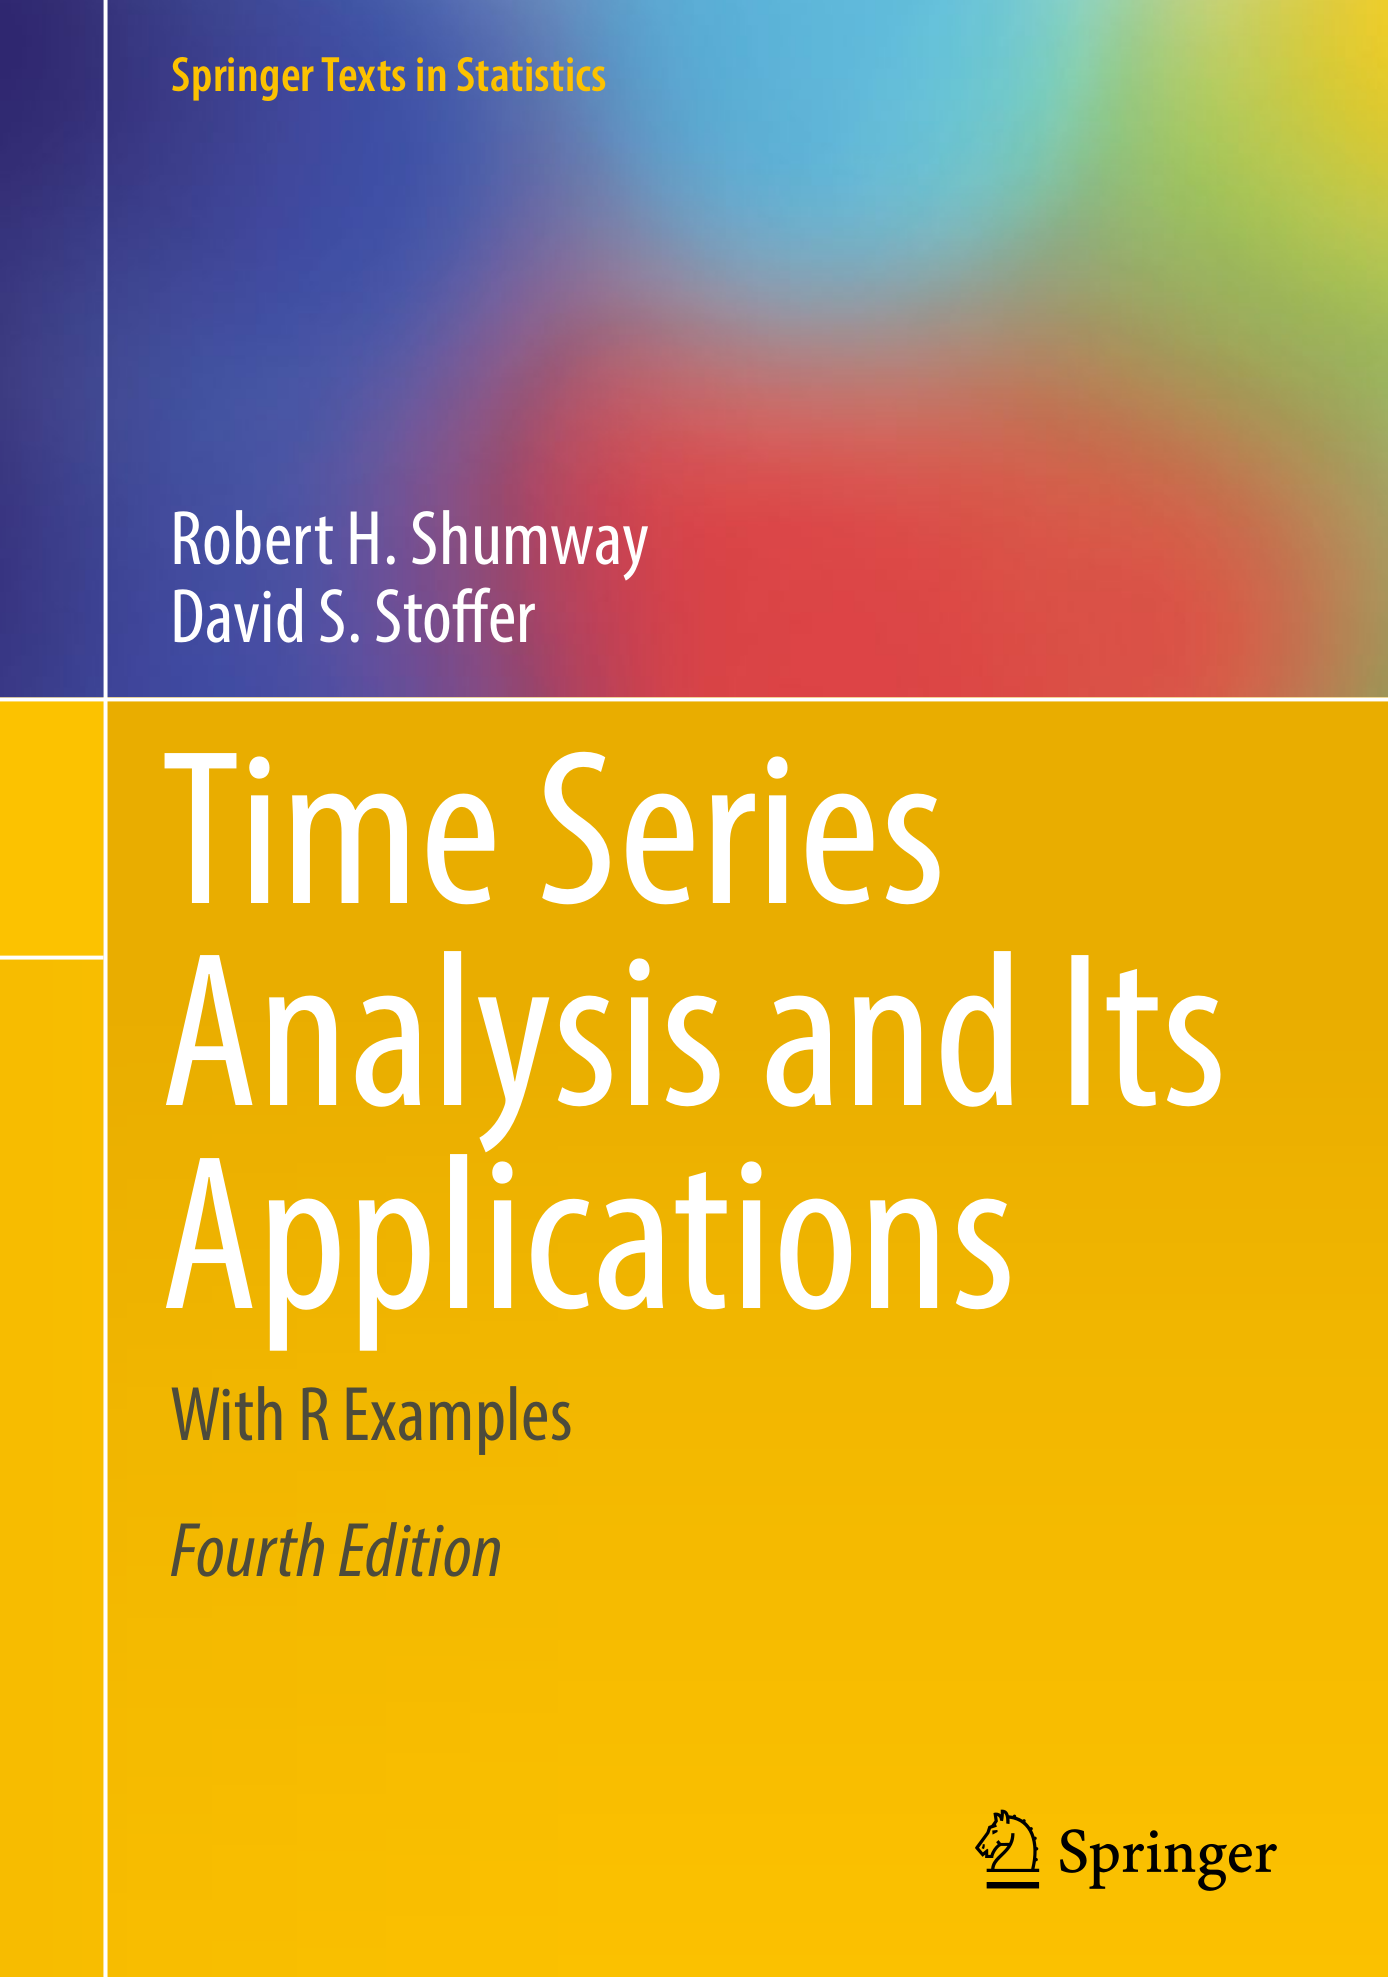 Springer Texts in Statistics
Robert H. Shumway
David S. Stoffer
Time Series
Analysis and Its
Applications
With R Examples
Fourth Edition
Springer